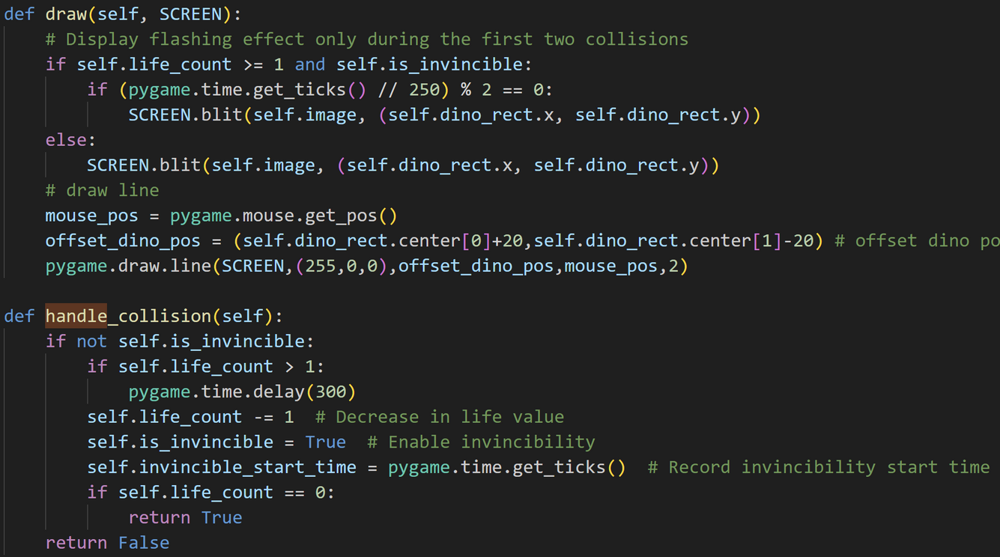 def draw(self, SCREEN):
    # Display flashing effect only during the first two collisions
    if self.life_count >= 1 and self.is_invincible:
        if (pygame.time.get_ticks() // 250) % 2 == 0:
            SCREEN.blit(self.image, (self.dino_rect.x, self.dino_rect.y))
    else:
        SCREEN.blit(self.image, (self.dino_rect.x, self.dino_rect.y))
    # draw line
    mouse_pos = pygame.mouse.get_pos()
    offset_dino_pos = (self.dino_rect.center[0]+20,self.dino_rect.center[1]-20) # offset dino po
    pygame.draw.line(SCREEN,(255,0,0),offset_dino_pos,mouse_pos,2)

def handle_collision(self):
    if not self.is_invincible:
        if self.life_count > 1:
            pygame.time.delay(300)
        self.life_count -= 1  # Decrease in life value
        self.is_invincible = True  # Enable invincibility
        self.invincible_start_time = pygame.time.get_ticks()  # Record invincibility start time
        if self.life_count == 0:
            return True
    return False